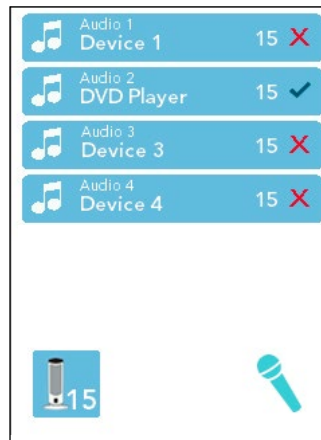 Audio 1
Device 1 15 X
Audio 2
DVD Player 15 ✓
Audio 3
Device 3 15 X
Audio 4
Device 4 15 X
15